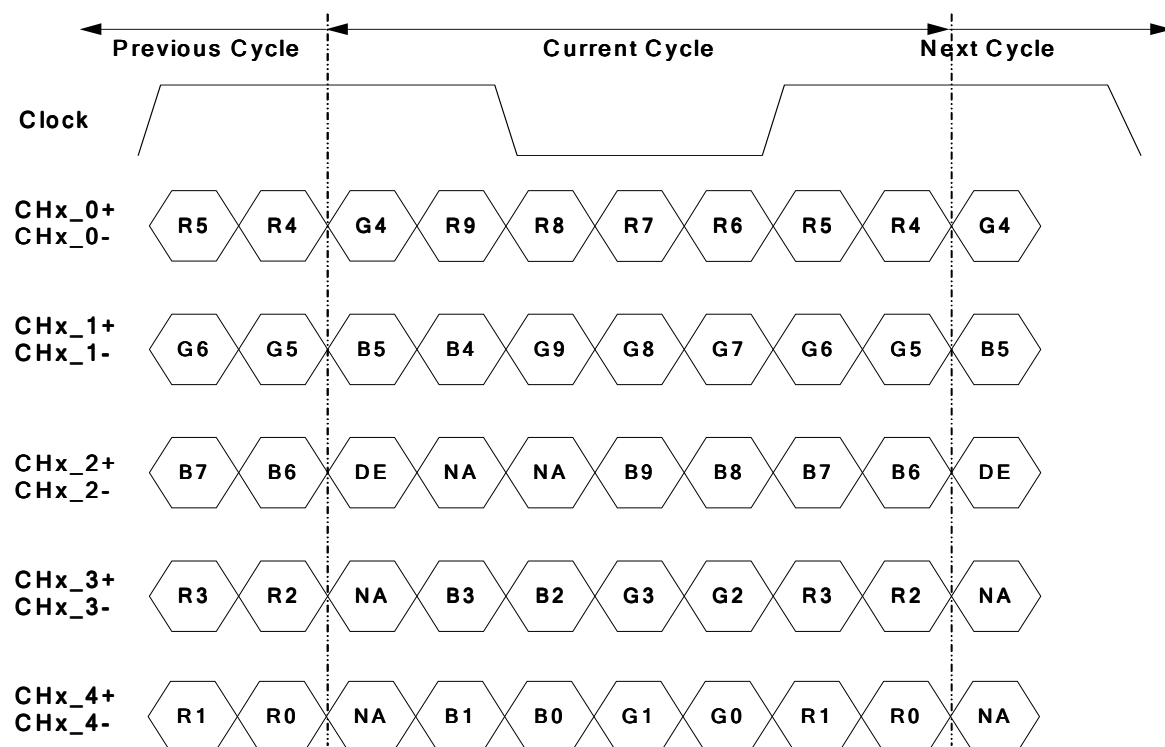 Previous Cycle Current Cycle Next Cycle
Clock
CHx_0+
CHx_0-
R5 R4 G4 R9 R8 R7 R6 R5 R4 G4
CHx_1+
CHx_1-
G6 G5 B5 B4 G9 G8 G7 G6 G5 B5
CHx_2+
CHx_2-
B7 B6 DE NA NA B9 B8 B7 B6 DE
CHx_3+
CHx_3-
R3 R2 NA B3 B2 G3 G2 R3 R2 NA
CHx_4+
CHx_4-
R1 R0 NA B1 B0 G1 G0 R1 R0 NA